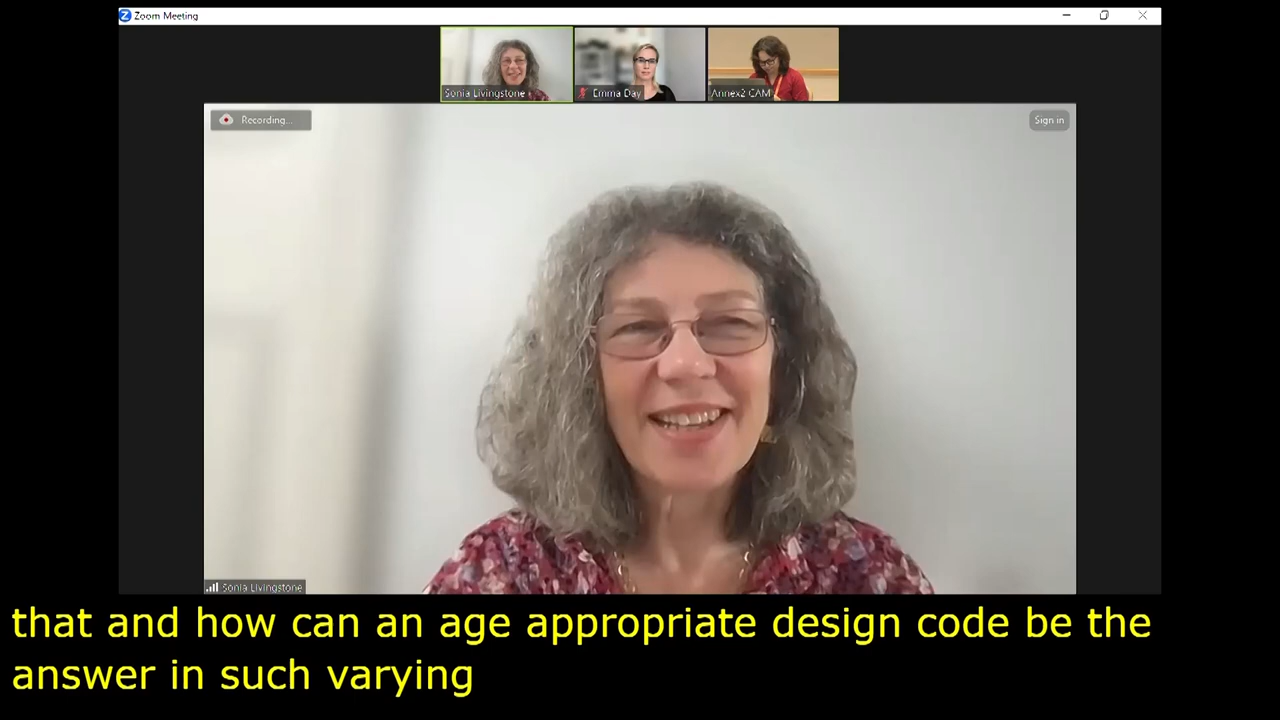 Zoom Meeting
Sonia Livingstone
Emma Day
Annex2 CAM
Recording...
Sign in
Sonia Livingstone
that and how can an age appropriate design code be the
answer in such varying